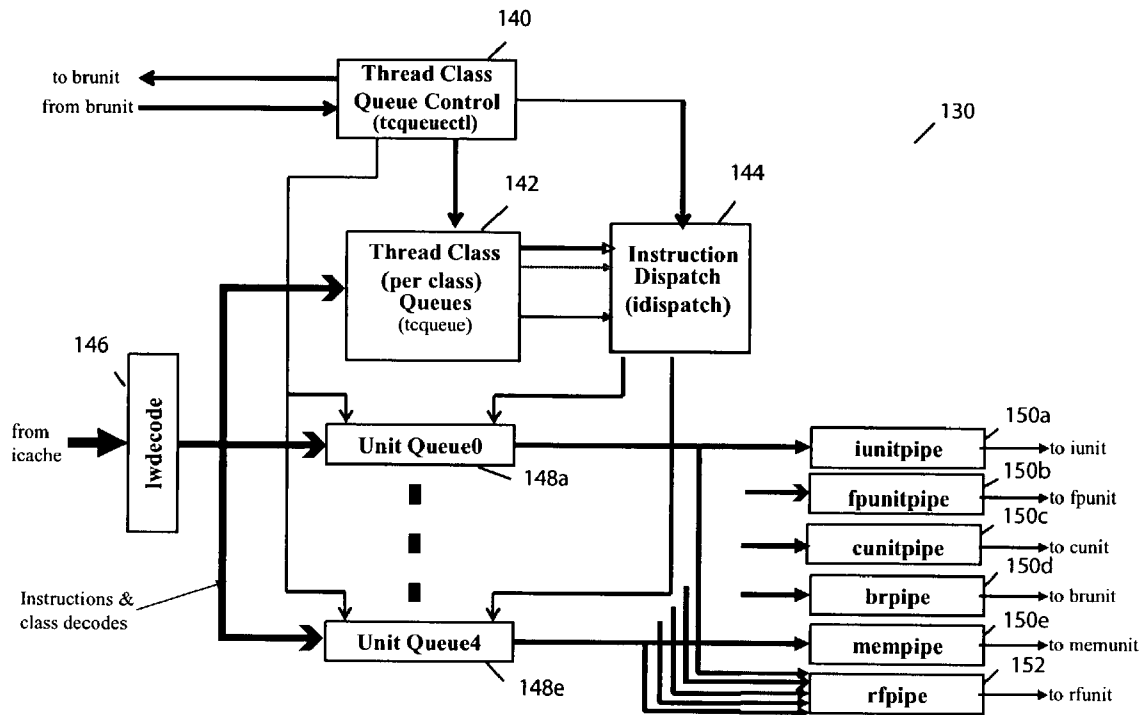 140
to brunit
from brunit
Thread Class
Queue Control
(tcqueuectl)
130
142
144
Thread Class
(per class)
Queues
(tcqueue)
Instruction
Dispatch
(idispatch)
146
from
icache
lwdecode
Unit Queue0
148a
150a
iunitpipe
to iunit
150b
fpunitpipe
to fpunit
150c
cunitpipe
to cunit
150d
brpipe
to brunit
Instructions &
class decodes
Unit Queue4
148e
150e
mempipe
to memunit
152
rfpipe
to rfunit